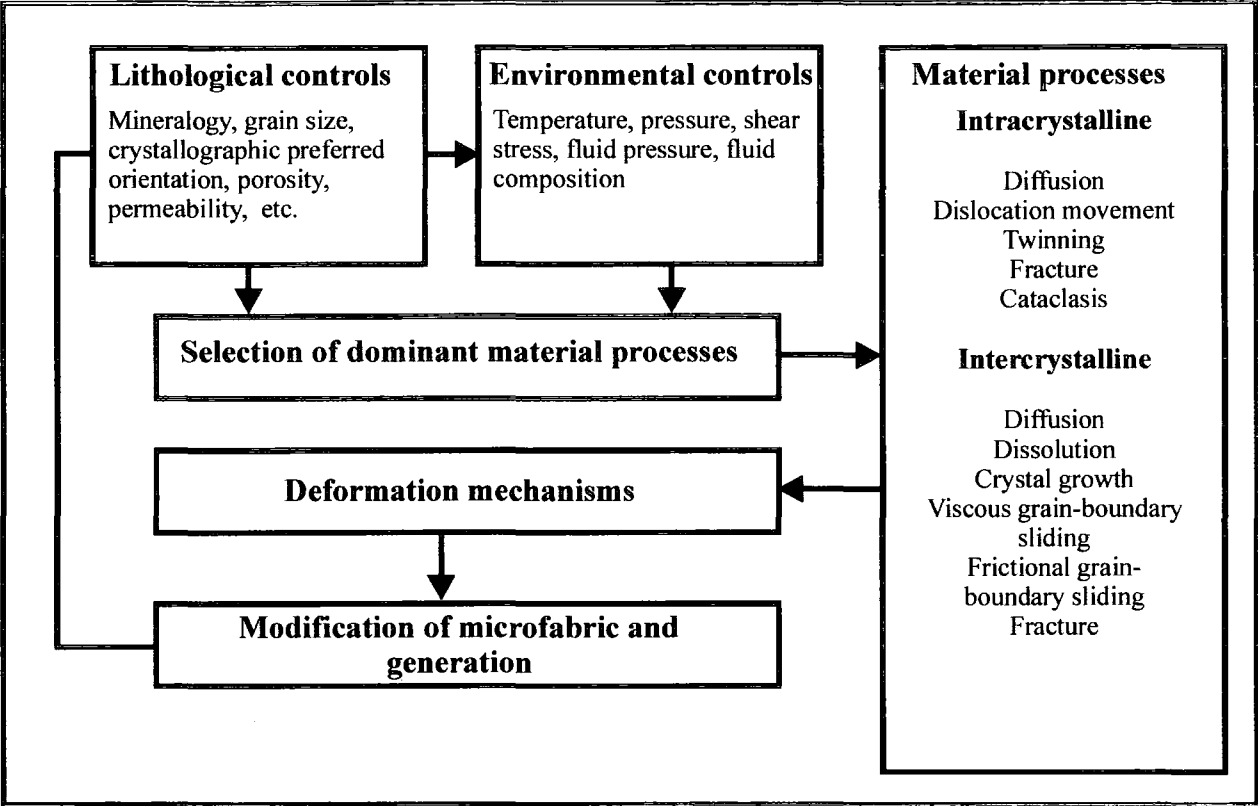 Lithological controls
Mineralogy, grain size,
crystallographic preferred
orientation, porosity,
permeability, etc.
Environmental controls
Temperature, pressure, shear
stress, fluid pressure, fluid
composition
Selection of dominant material processes
Material processes
Intracrystalline
Diffusion
Dislocation movement
Twinning
Fracture
Cataclasis
Intercrystalline
Diffusion
Dissolution
Crystal growth
Viscous grain-boundary
sliding
Frictional grain-
boundary sliding
Fracture
Deformation mechanisms
Modification of microfabric and
generation